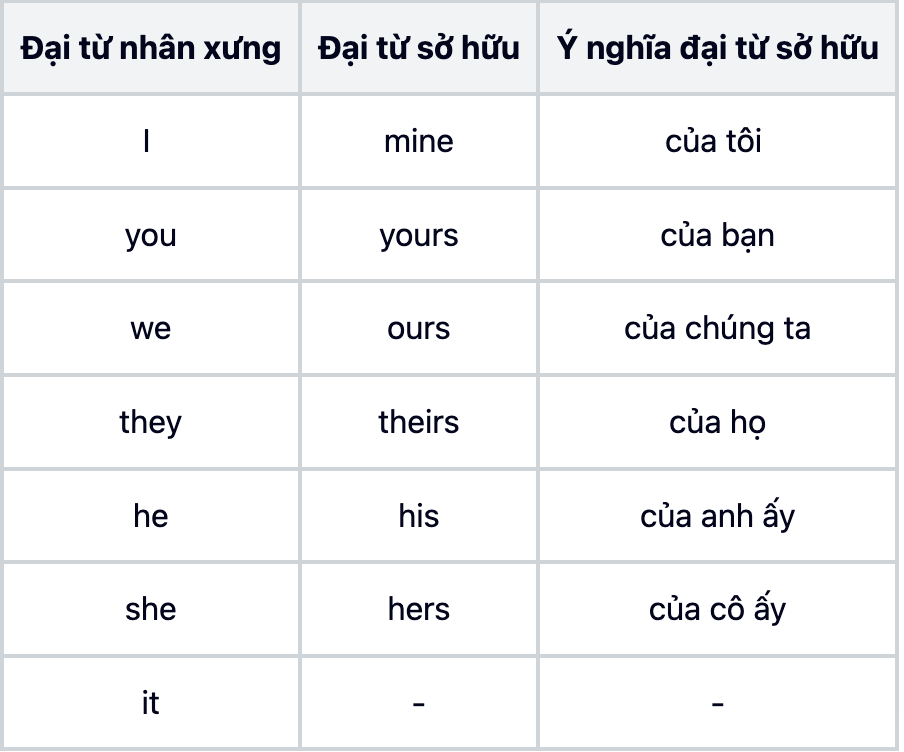 Đại từ nhân xưng Đại từ sở hữu Ý nghĩa đại từ sở hữu
I mine của tôi
you yours của bạn
we ours của chúng ta
they theirs của họ
he his của anh ấy
she hers của cô ấy
it - -